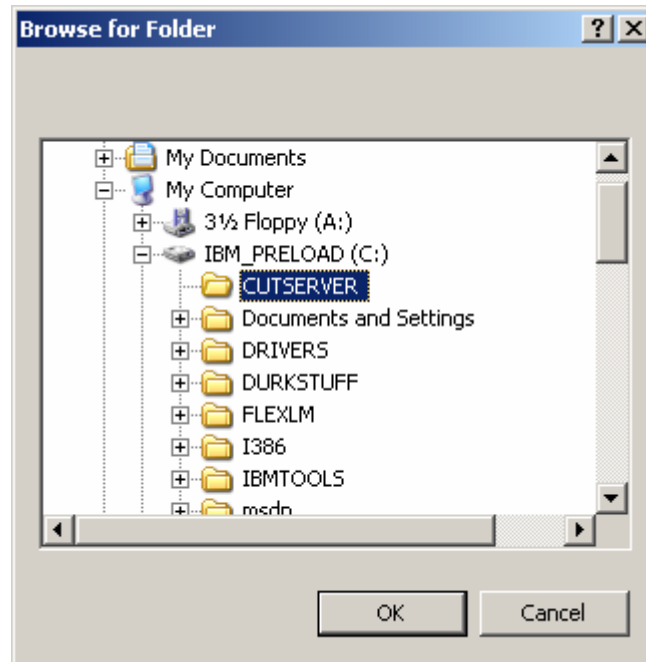 Browse for Folder
My Documents
My Computer
3½ Floppy (A:)
IBM_PRELOAD (C:)
CUTSERVER
Documents and Settings
DRIVERS
DURKSTUFF
FLEXLM
I386
IBMTOOLS
msdn
OK Cancel